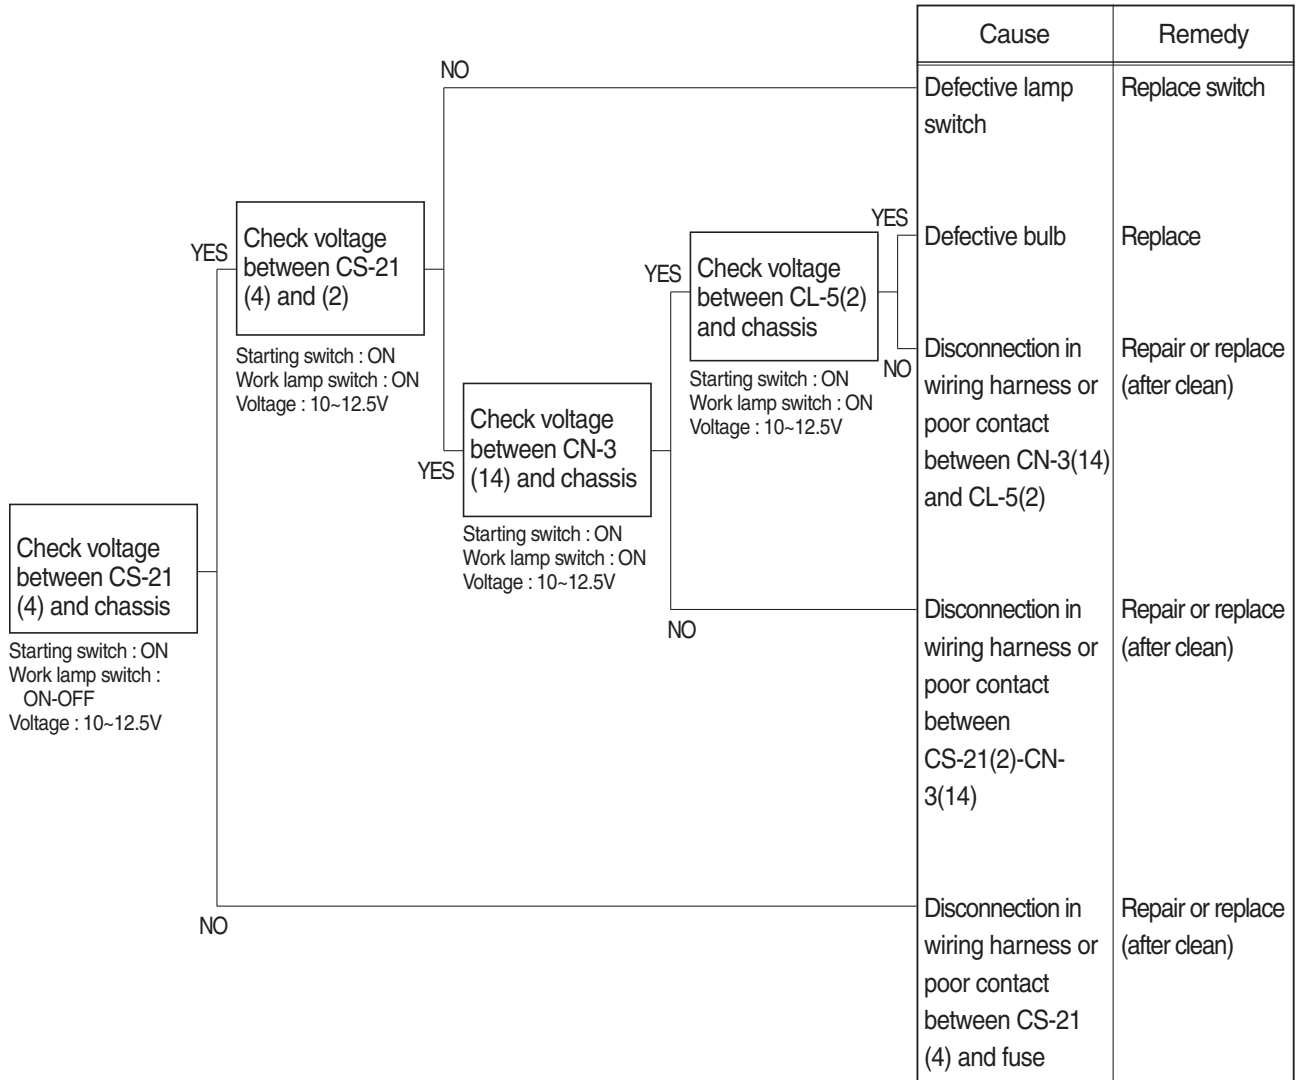 Cause
Remedy
NO
Defective lamp
switch
Replace switch
YES
Check voltage
between CS-21
(4) and (2)
Starting switch : ON
Work lamp switch : ON
Voltage : 10~12.5V
YES
Defective bulb
Replace
YES
Check voltage
between CL-5(2)
and chassis
Starting switch : ON
Work lamp switch : ON
Voltage : 10~12.5V
NO
Disconnection in
wiring harness or
poor contact
between CN-3(14)
and CL-5(2)
Repair or replace
(after clean)
YES
Check voltage
between CN-3
(14) and chassis
Starting switch : ON
Work lamp switch : ON
Voltage : 10~12.5V
Check voltage
between CS-21
(4) and chassis
Starting switch : ON
Work lamp switch :
ON-OFF
Voltage : 10~12.5V
NO
Disconnection in
wiring harness or
poor contact
between
CS-21(2)-CN-
3(14)
Repair or replace
(after clean)
NO
Disconnection in
wiring harness or
poor contact
between CS-21
(4) and fuse
Repair or replace
(after clean)